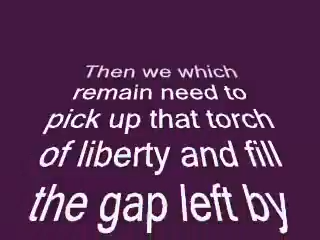 Then we which
remain need to
pick up that torch
of liberty and fill
the gap left by